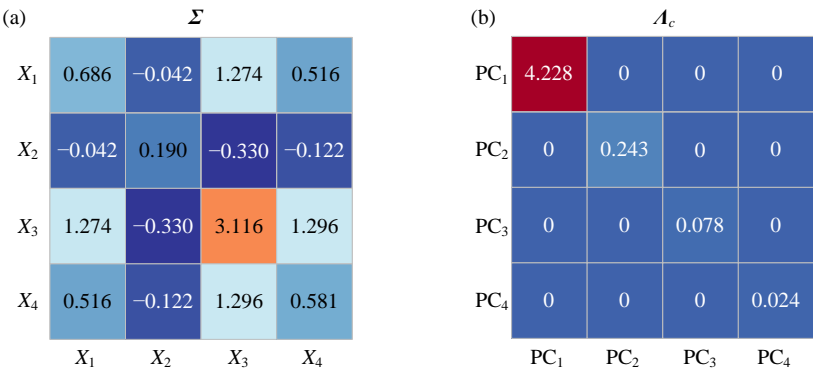 (a) Σ
X1 0.686 −0.042 1.274 0.516
X2 −0.042 0.190 −0.330 −0.122
X3 1.274 −0.330 3.116 1.296
X4 0.516 −0.122 1.296 0.581
X1 X2 X3 X4
(b) Λc
PC1 4.228 0 0 0
PC2 0 0.243 0 0
PC3 0 0 0.078 0
PC4 0 0 0 0.024
PC1 PC2 PC3 PC4